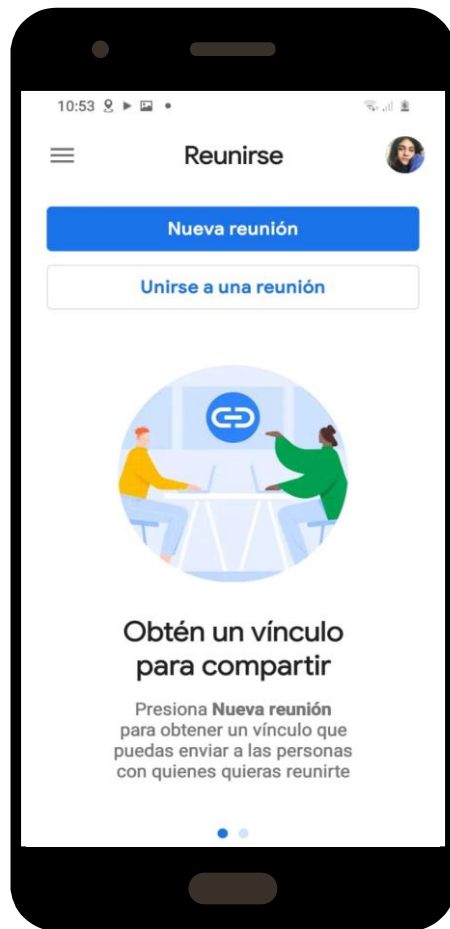 10:53
Reunirse
Nueva reunión
Unirse a una reunión
Obtén un vínculo
para compartir
Presiona Nueva reunión
para obtener un vínculo que
puedas enviar a las personas
con quienes quieras reunirte